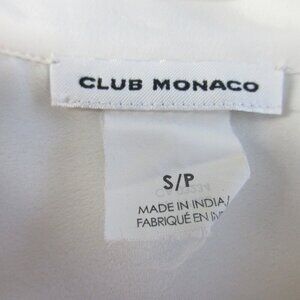 CLUB MONACO
S/P
MADE IN INDIA/
FABRIQUÉ EN